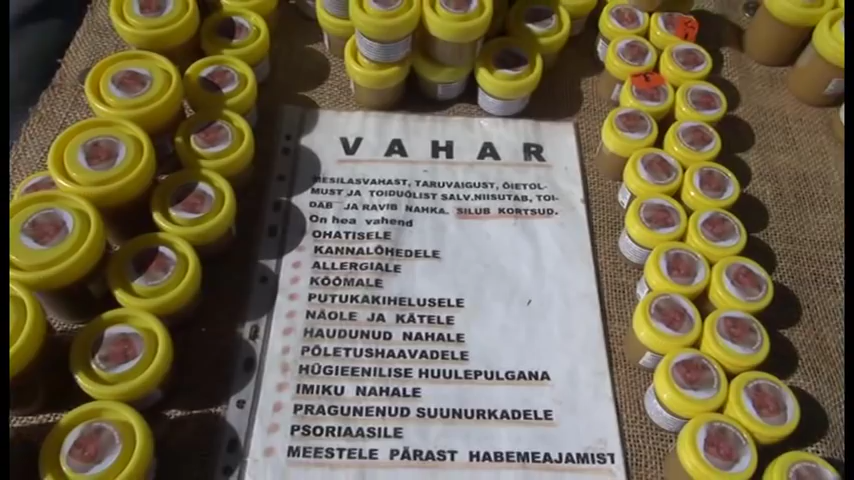 VAHAR
MESILASVAHAST, TARUVAIGUST, ÕIETOL-
MUST JA TOIDUÕLIST SALV.NIISUTAB, TOI-
DAB JA RAVIB NAHKA. SILUB KORTSUD.
On hea vahend
OHATISELE
KANNALÕHEDELE
ALLERGIALE
KÖÖMALE
PUTUKAKIHELUSELE
NÄOLE JA KÄTELE
HAUDUNUD NAHALE
PÕLETUSHAAVADELE
HÜGIEENILISE HUULEPULGANA
IMIKU NAHALE
PRAGUNENUD SUUNURKADELE
PSORIAASILE
MEESTELE PÄRAST HABEMEAJAMIST